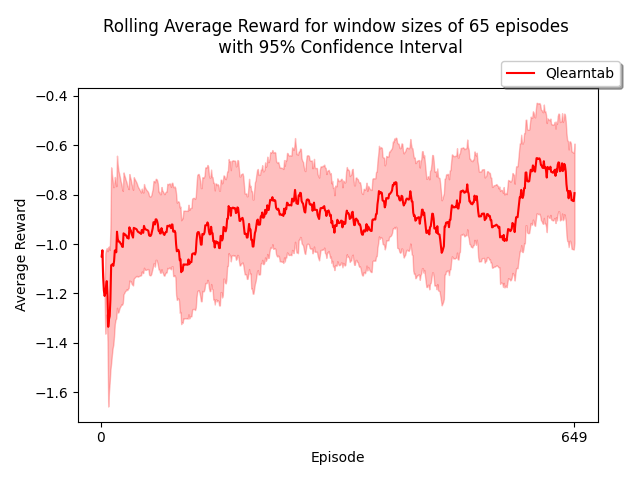 Rolling Average Reward for window sizes of 65 episodes
with 95% Confidence Interval
Qlearntab
−0.4
−0.6
−0.8
−1.0
−1.2
−1.4
−1.6
Average Reward
0
649
Episode